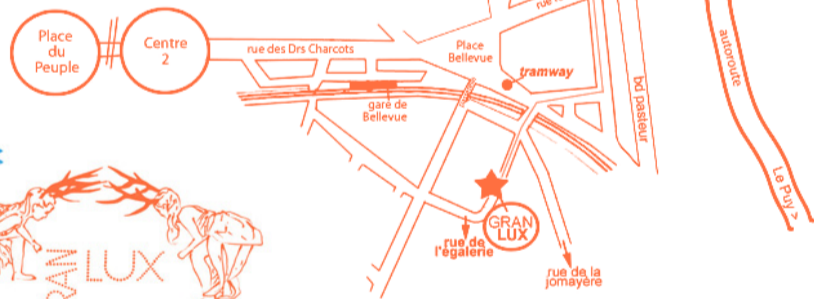 Place
du
Peuple
Centre
2
rue des Drs Charcots
Place
Bellevue
tramway
gare de
Bellevue
bd pasteur
autoroute
Le Puy >
GRAN
LUX
rue de
l'égalerie
rue de la
jomayère
LUX